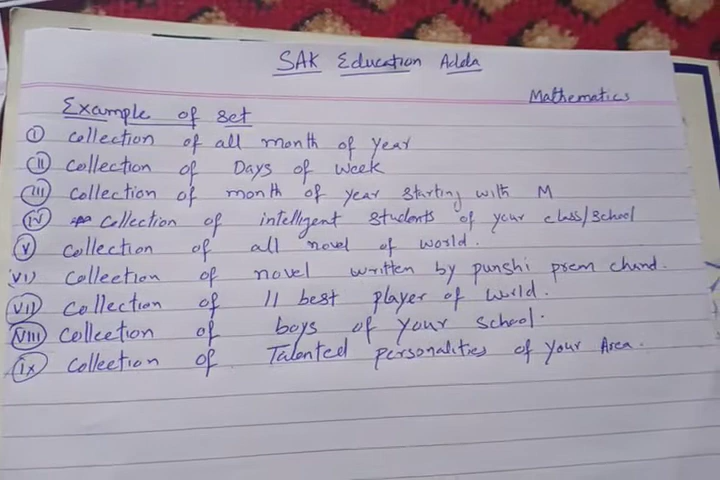 SAK Education Adda
Mathematics
Example of set
(i) collection of all month of year
(ii) collection of Days of week
(iii) collection of month of year starting with M
(iv) Collection of intelligent students of your class/school
(v) collection of all novel of world.
vi) collection of novel written by punshi prem chand.
(vii) collection of 11 best player of world.
(viii) collection of boys of your school.
(ix) collection of Talented personalities of your Area.